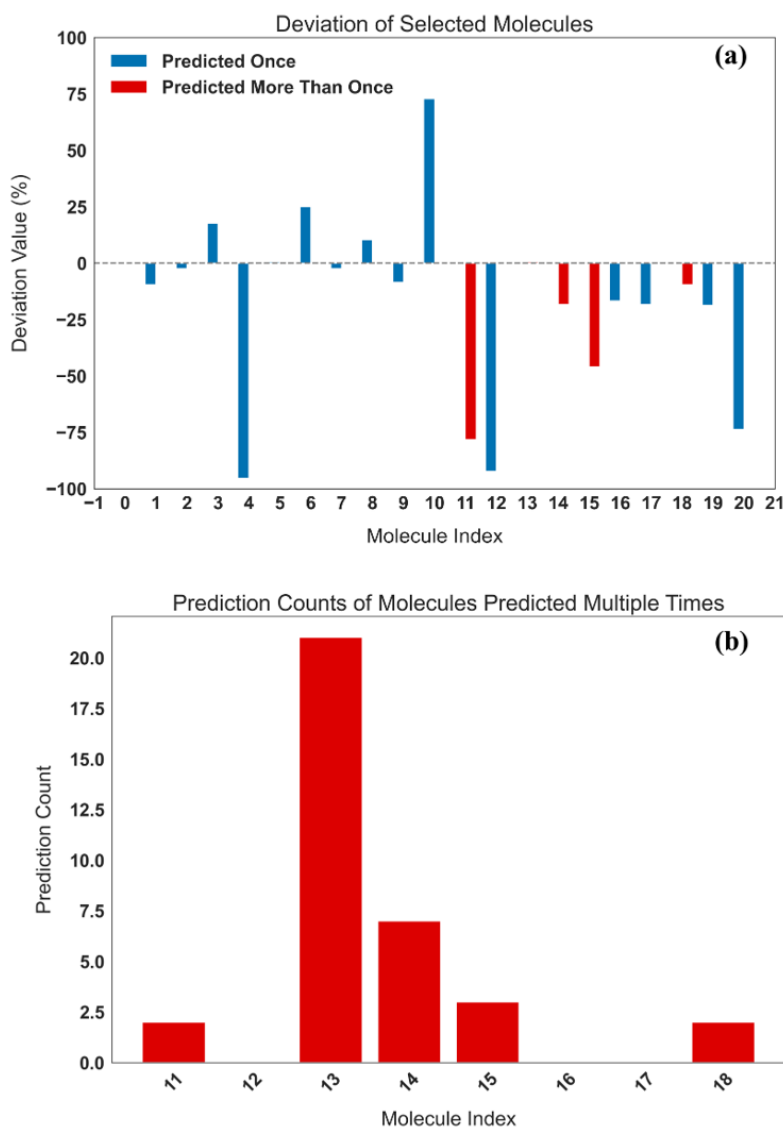 Deviation of Selected Molecules
(a)
Predicted Once
Predicted More Than Once
Deviation Value (%)
100
75
50
25
0
−25
−50
−75
−100
−1 0 1 2 3 4 5 6 7 8 9 10 11 12 13 14 15 16 17 18 19 20 21
Molecule Index
Prediction Counts of Molecules Predicted Multiple Times
(b)
Prediction Count
20.0
17.5
15.0
12.5
10.0
7.5
5.0
2.5
0.0
11 12 13 14 15 16 17 18
Molecule Index